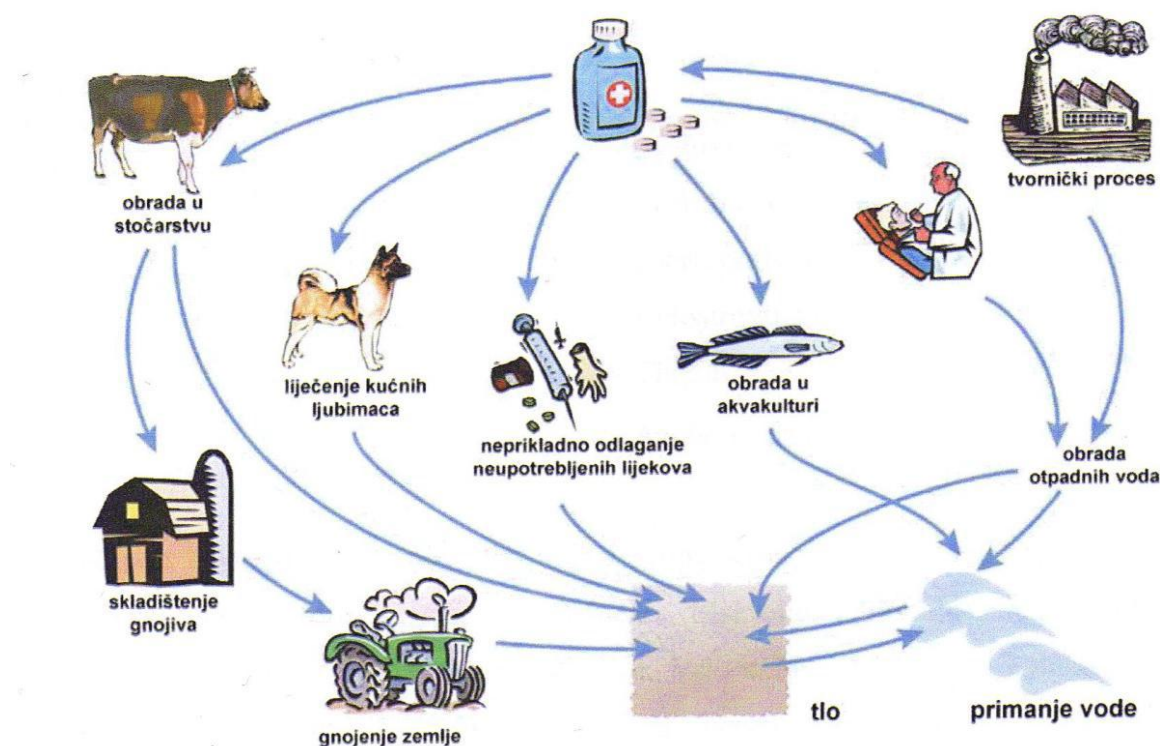 tvornički proces
obrada u
stočarstvu
liječenje kućnih
ljubimaca
neprikladno odlaganje
neupotrebljenih lijekova
obrada u
akvakulturi
obrada
otpadnih voda
skladištenje
gnojiva
gnojenje zemlje
tlo
primanje vode